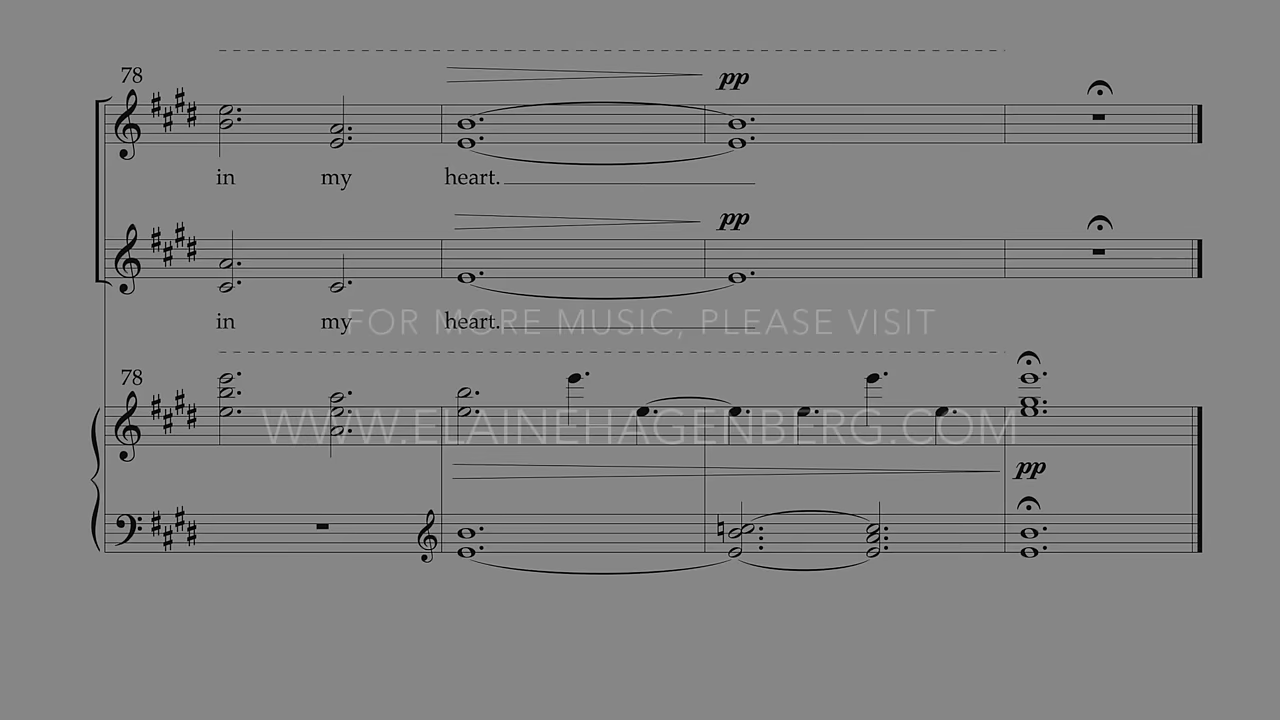 78
pp
in my heart.
pp
in my heart.
FOR MORE MUSIC, PLEASE VISIT
78
WWW.ELAINEHAGENBERG.COM
pp